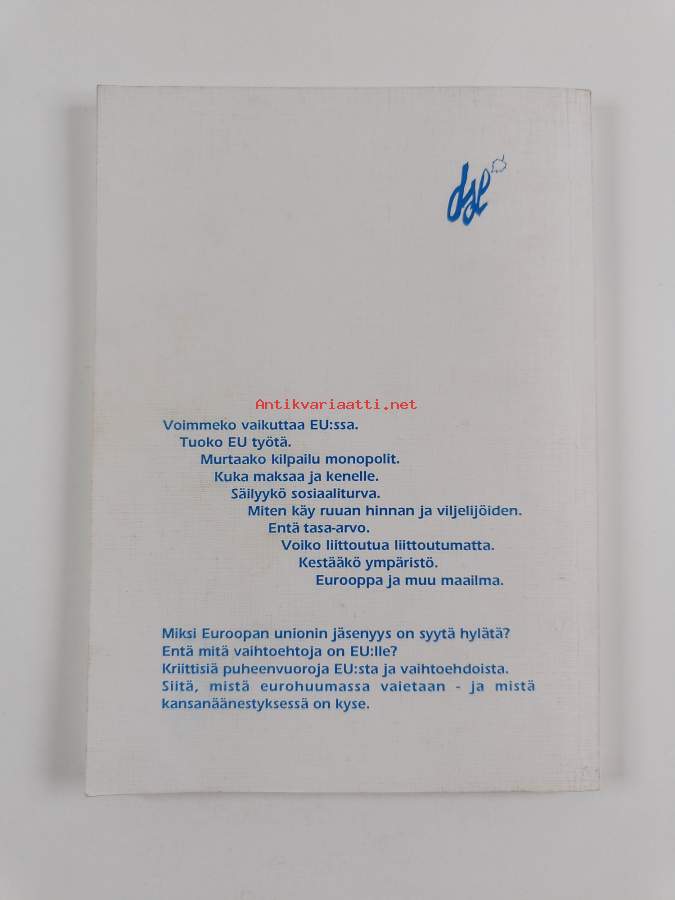 dsl
Antikvariaatti.net
Voimmeko vaikuttaa EU:ssa.
Tuoko EU työtä.
Murtaako kilpailu monopolit.
Kuka maksaa ja kenelle.
Säilyykö sosiaaliturva.
Miten käy ruuan hinnan ja viljelijöiden.
Entä tasa-arvo.
Voiko liittoutua liittoutumatta.
Kestääkö ympäristö.
Eurooppa ja muu maailma.
Miksi Euroopan unionin jäsenyys on syytä hylätä?
Entä mitä vaihtoehtoja on EU:lle?
Kriittisiä puheenvuoroja EU:sta ja vaihtoehdoista.
Siitä, mistä eurohuumassa vaietaan - ja mistä
kansanäänestyksessä on kyse.